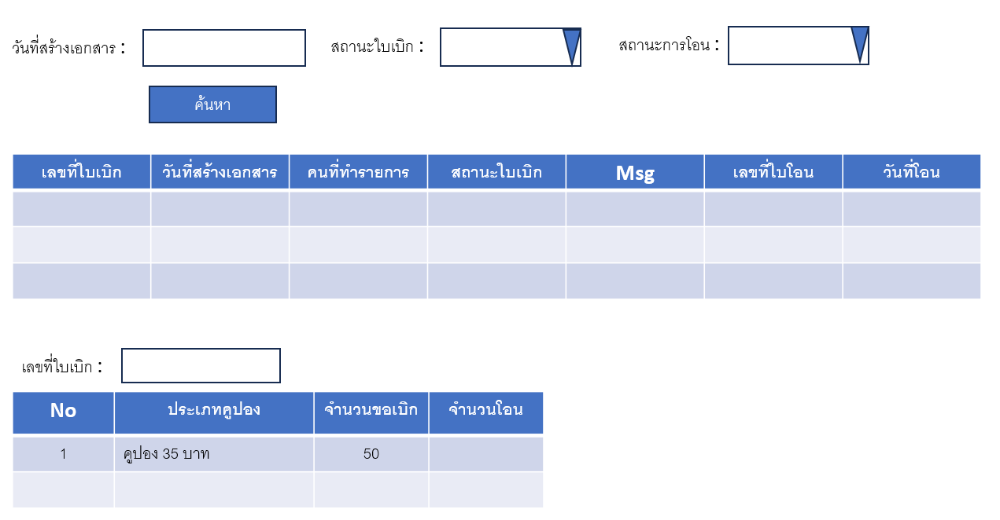 วันที่สร้างเอกสาร : สถานะใบเบิก : สถานะการโอน :
ค้นหา
เลขที่ใบเบิก วันที่สร้างเอกสาร คนที่ทำรายการ สถานะใบเบิก Msg เลขที่ใบโอน วันที่โอน
เลขที่ใบเบิก :
No ประเภทคูปอง จำนวนขอเบิก จำนวนโอน
1 คูปอง 35 บาท 50